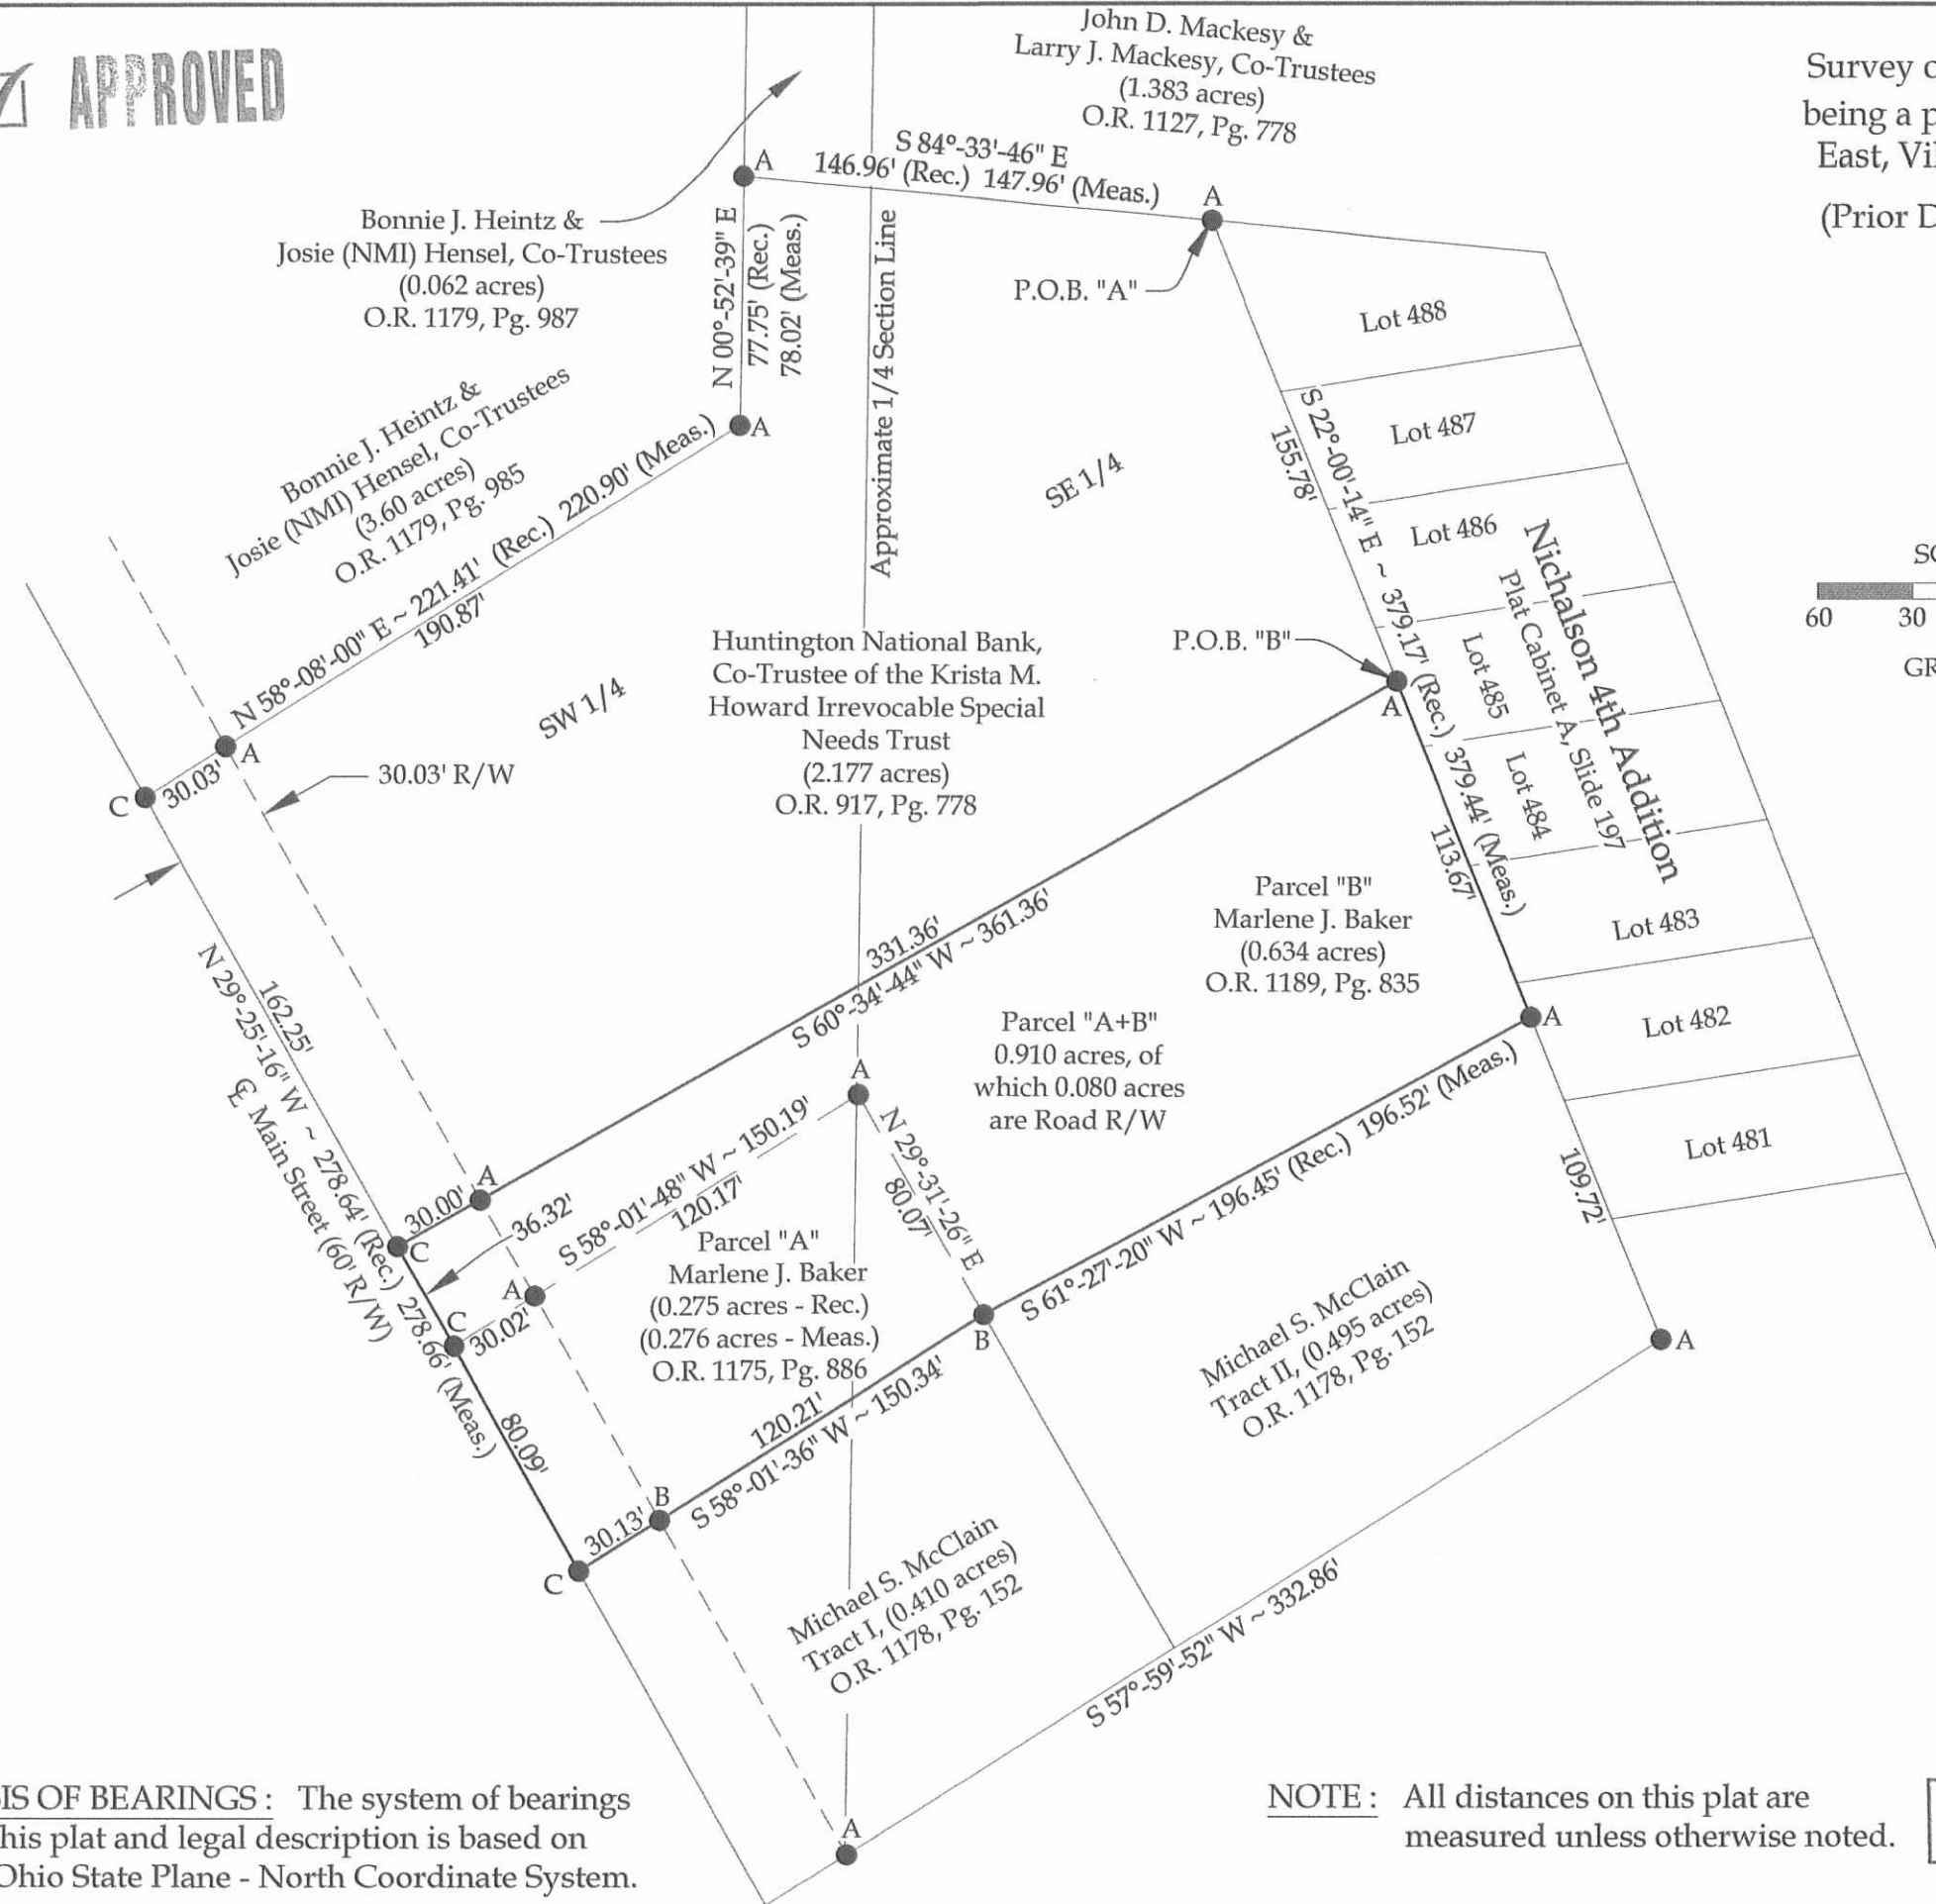 APPROVED
John D. Mackesy &
Larry J. Mackesy, Co-Trustees
(1.383 acres)
O.R. 1127, Pg. 778
Survey
being a
East,
(Prior
S 84°-33'-46" E
146.96' (Rec.) 147.96' (Meas.)
A
A
Bonnie J. Heintz &
Josie (NMI) Hensel, Co-Trustees
(0.062 acres)
O.R. 1179, Pg. 987
N 00°-52'-39" E
77.75' (Rec.)
78.02' (Meas.)
Approximate 1/4 Section Line
P.O.B. "A"
Lot 488
Lot 487
Lot 486
Lot 485
Lot 484
Lot 483
Lot 482
Lot 481
Nichalson 4th Addition
Plat Cabinet A, Slide 197
S 22°-00'-14" E ~ 379.17' (Rec.) 379.44' (Meas.)
155.78'
113.67'
109.72'
Bonnie J. Heintz &
Josie (NMI) Hensel, Co-Trustees
(3.60 acres)
O.R. 1179, Pg. 985
A
N 58°-08'-00" E ~ 221.41' (Rec.) 220.90' (Meas.)
190.87'
SE 1/4
SW 1/4
60 30
P.O.B. "B"
A
Huntington National Bank,
Co-Trustee of the Krista M.
Howard Irrevocable Special
Needs Trust
(2.177 acres)
O.R. 917, Pg. 778
A
C
30.03'
30.03' R/W
N 29°-25'-16" W ~ 278.64' (Rec.) 278.66' (Meas.)
162.25'
℄ Main Street (60' R/W)
331.36'
S 60°-34'-44" W ~ 361.36'
Parcel "B"
Marlene J. Baker
(0.634 acres)
O.R. 1189, Pg. 835
Parcel "A+B"
0.910 acres, of
which 0.080 acres
are Road R/W
A
A
A
30.00'
C
36.32'
S 58°-01'-48" W ~ 150.19'
120.17'
N 29°-31'-26" E
80.07'
A
C
30.02'
Parcel "A"
Marlene J. Baker
(0.275 acres - Rec.)
(0.276 acres - Meas.)
O.R. 1175, Pg. 886
S 61°-27'-20" W ~ 196.45' (Rec.) 196.52' (Meas.)
B
Michael S. McClain
Tract II, (0.495 acres)
O.R. 1178, Pg. 152
A
80.09'
120.21'
S 58°-01'-36" W ~ 150.34'
B
30.13'
C
Michael S. McClain
Tract I, (0.410 acres)
O.R. 1178, Pg. 152
S 57°-59'-52" W ~ 332.86'
A
OF BEARINGS : The system of bearings
this plat and legal description is based on
Ohio State Plane - North Coordinate System.
NOTE : All distances on this plat are
measured unless otherwise noted.